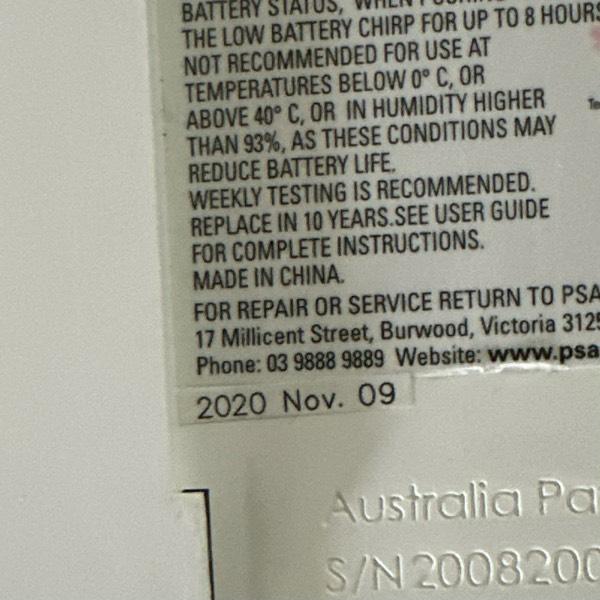 BATTERY STATUS, WHEN
THE LOW BATTERY CHIRP FOR UP TO 8 HOURS
NOT RECOMMENDED FOR USE AT
TEMPERATURES BELOW 0° C, OR
ABOVE 40° C, OR IN HUMIDITY HIGHER
THAN 93%, AS THESE CONDITIONS MAY
REDUCE BATTERY LIFE.
WEEKLY TESTING IS RECOMMENDED.
REPLACE IN 10 YEARS.SEE USER GUIDE
FOR COMPLETE INSTRUCTIONS.
MADE IN CHINA.
FOR REPAIR OR SERVICE RETURN TO PSA
17 Millicent Street, Burwood, Victoria 312
Phone: 03 9888 9889 Website: www.psa
2020 Nov. 09
Australia Pa
S/N2008200